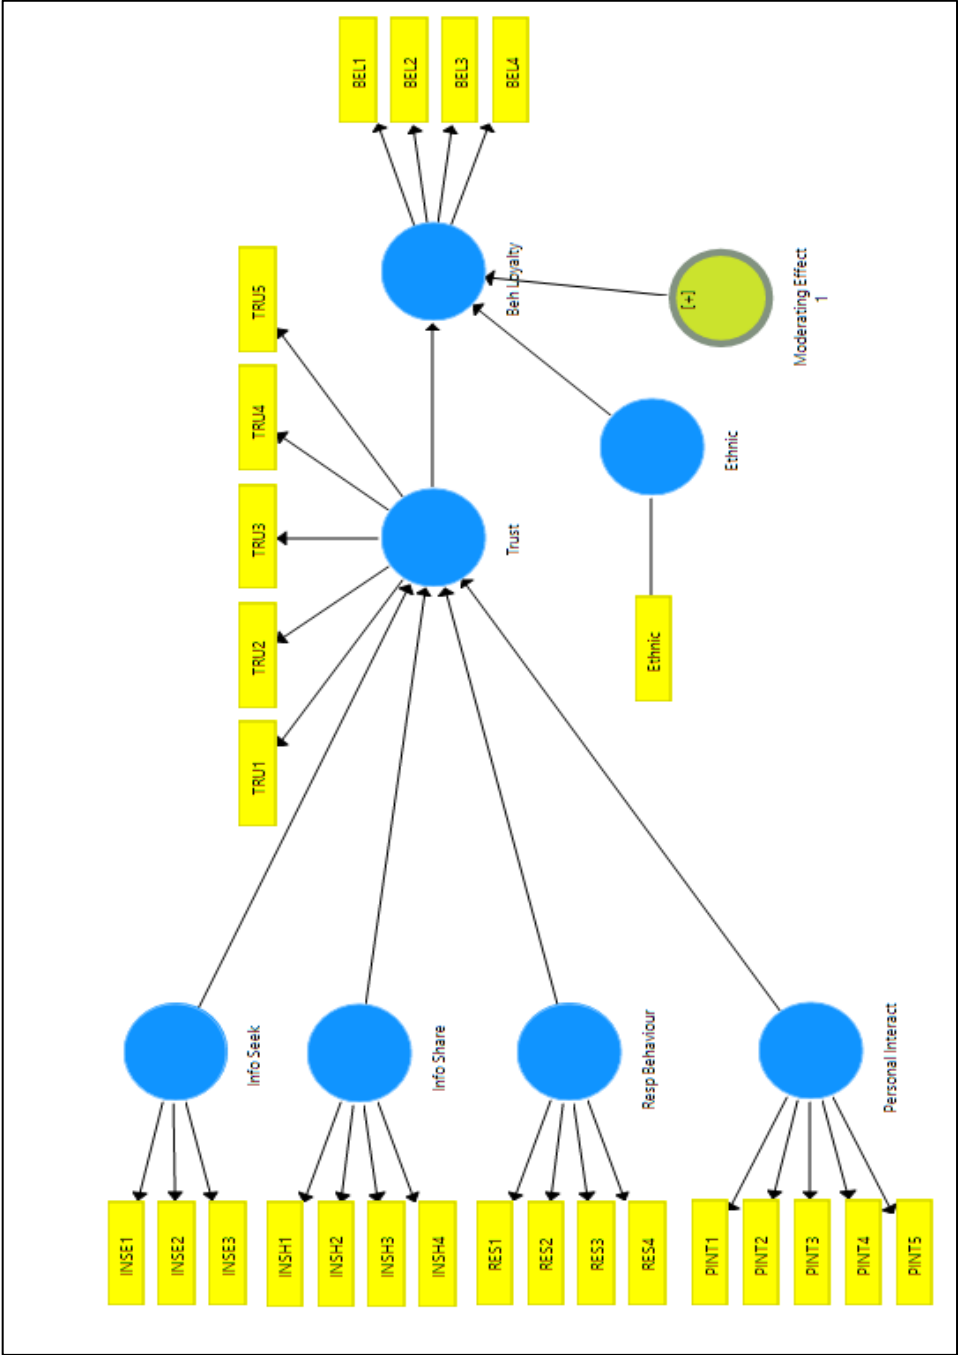 INSE1
INSE2
INSE3
Info Seek
INSH1
INSH2
INSH3
INSH4
Info Share
RES1
RES2
RES3
RES4
Resp Behaviour
PINT1
PINT2
PINT3
PINT4
PINT5
Personal Interact
TRU1
TRU2
TRU3
TRU4
TRU5
Trust
Ethnic
Ethnic
BEL1
BEL2
BEL3
BEL4
Beh Loyalty
[+]
Moderating Effect
1